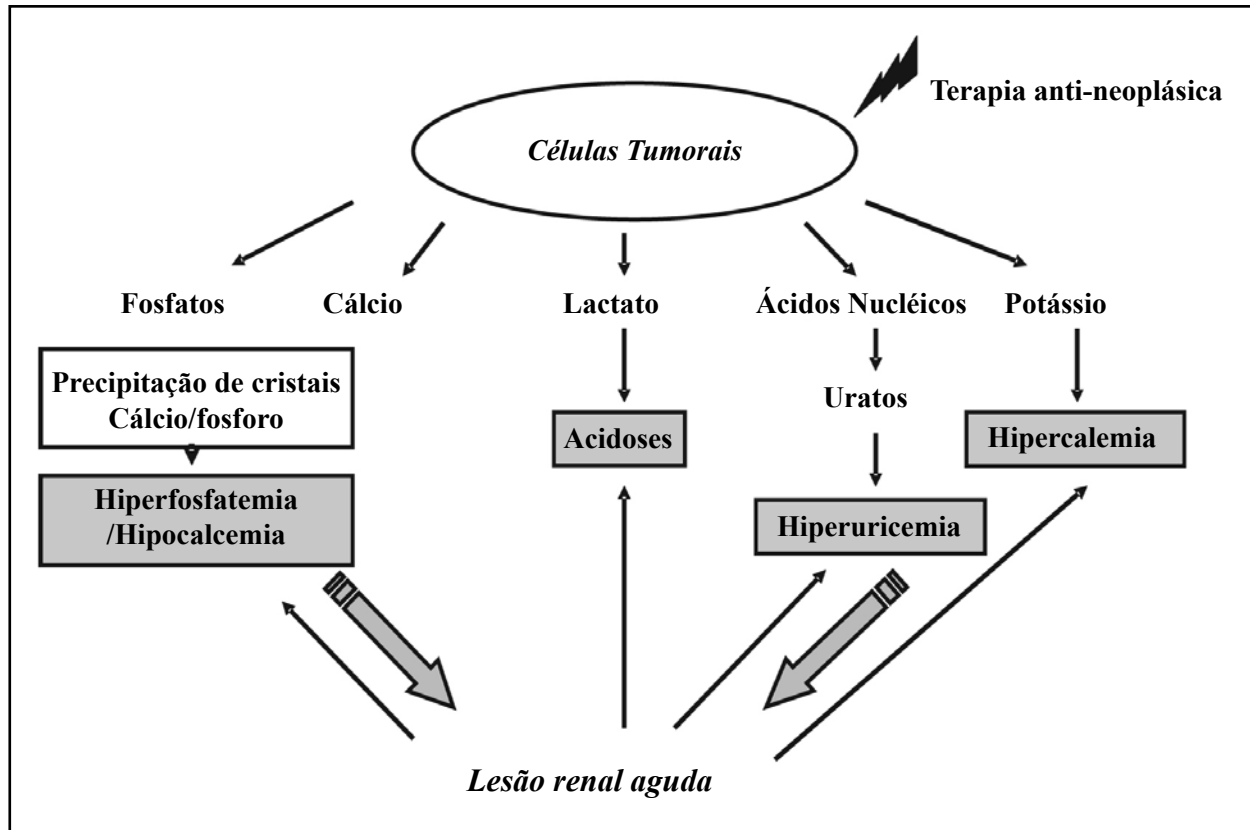 Terapia anti-neoplásica
Células Tumorais
Fosfatos
Cálcio
Lactato
Ácidos Nucléicos
Potássio
Precipitação de cristais
Cálcio/fosforo
Uratos
Acidoses
Hipercalemia
Hiperfosfatemia
/Hipocalcemia
Hiperuricemia
Lesão renal aguda